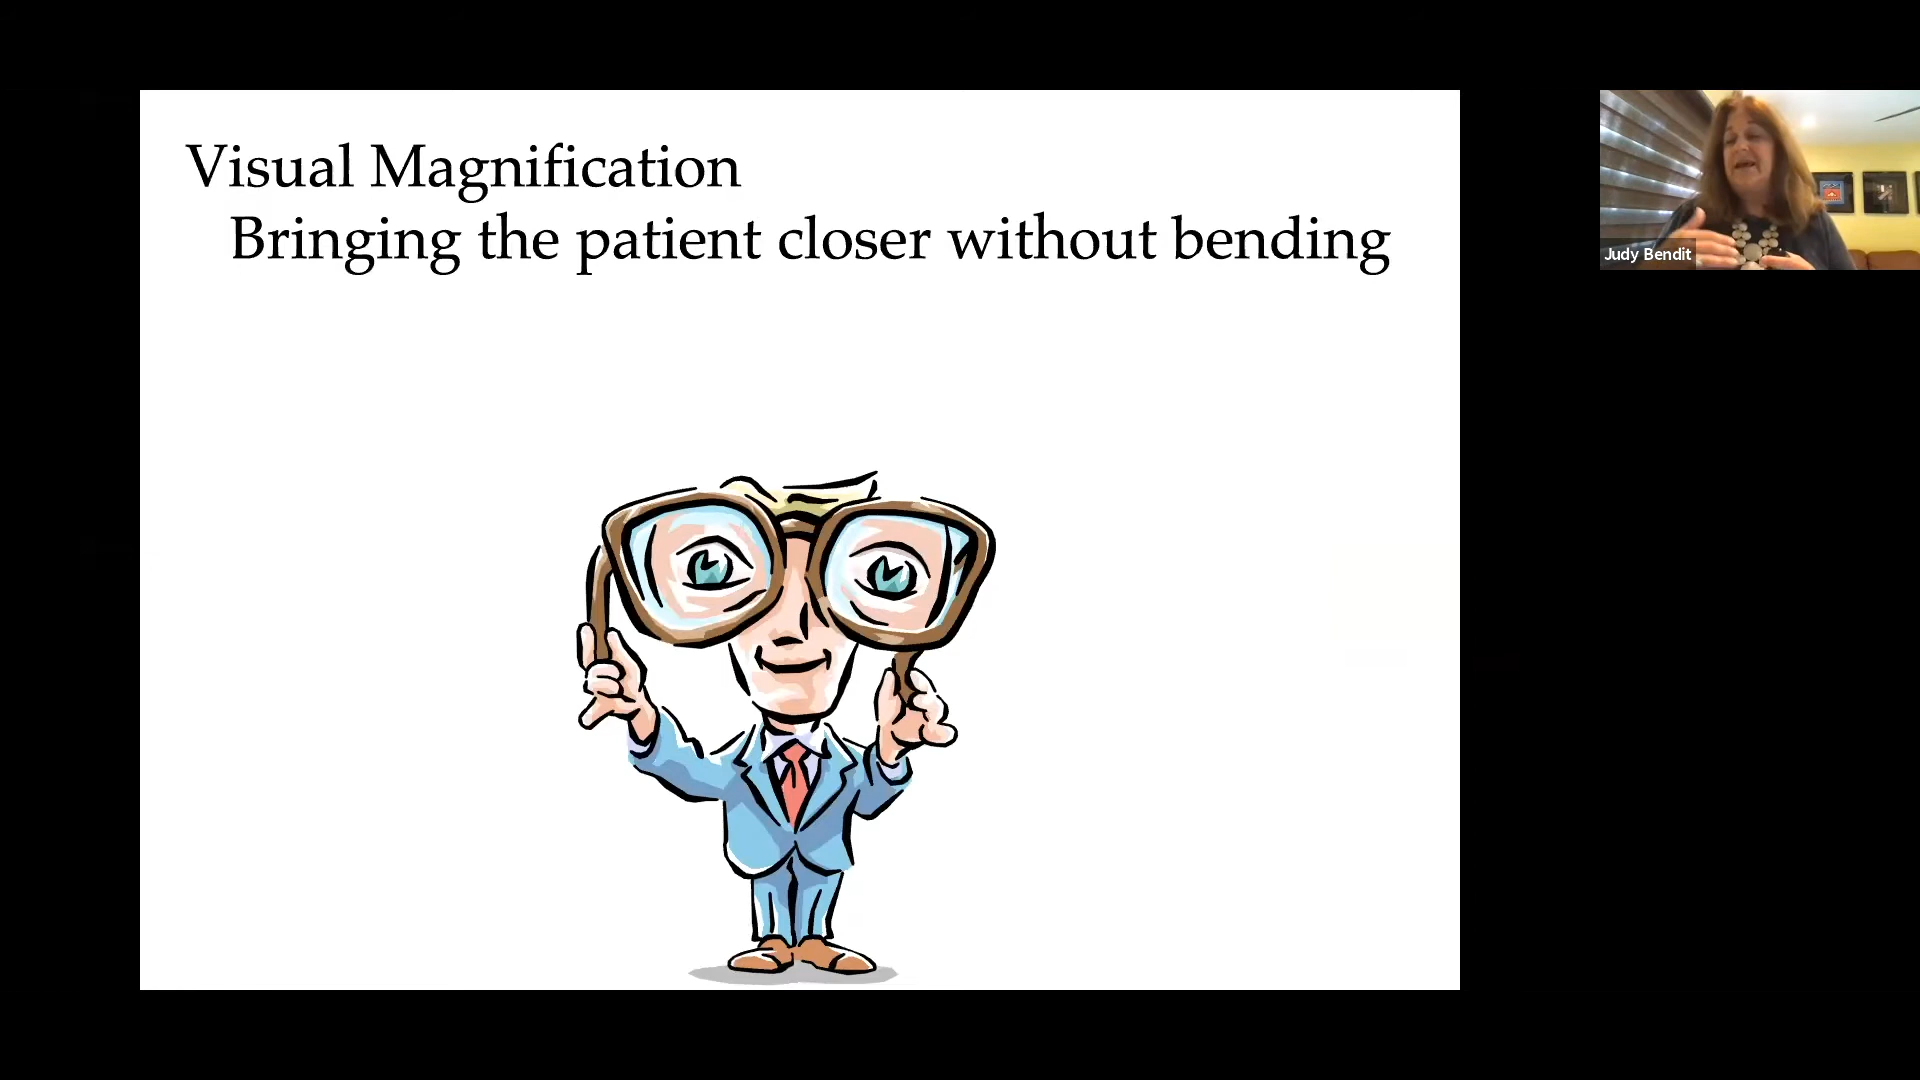 Visual Magnification
Bringing the patient closer without bending
Judy Bendit